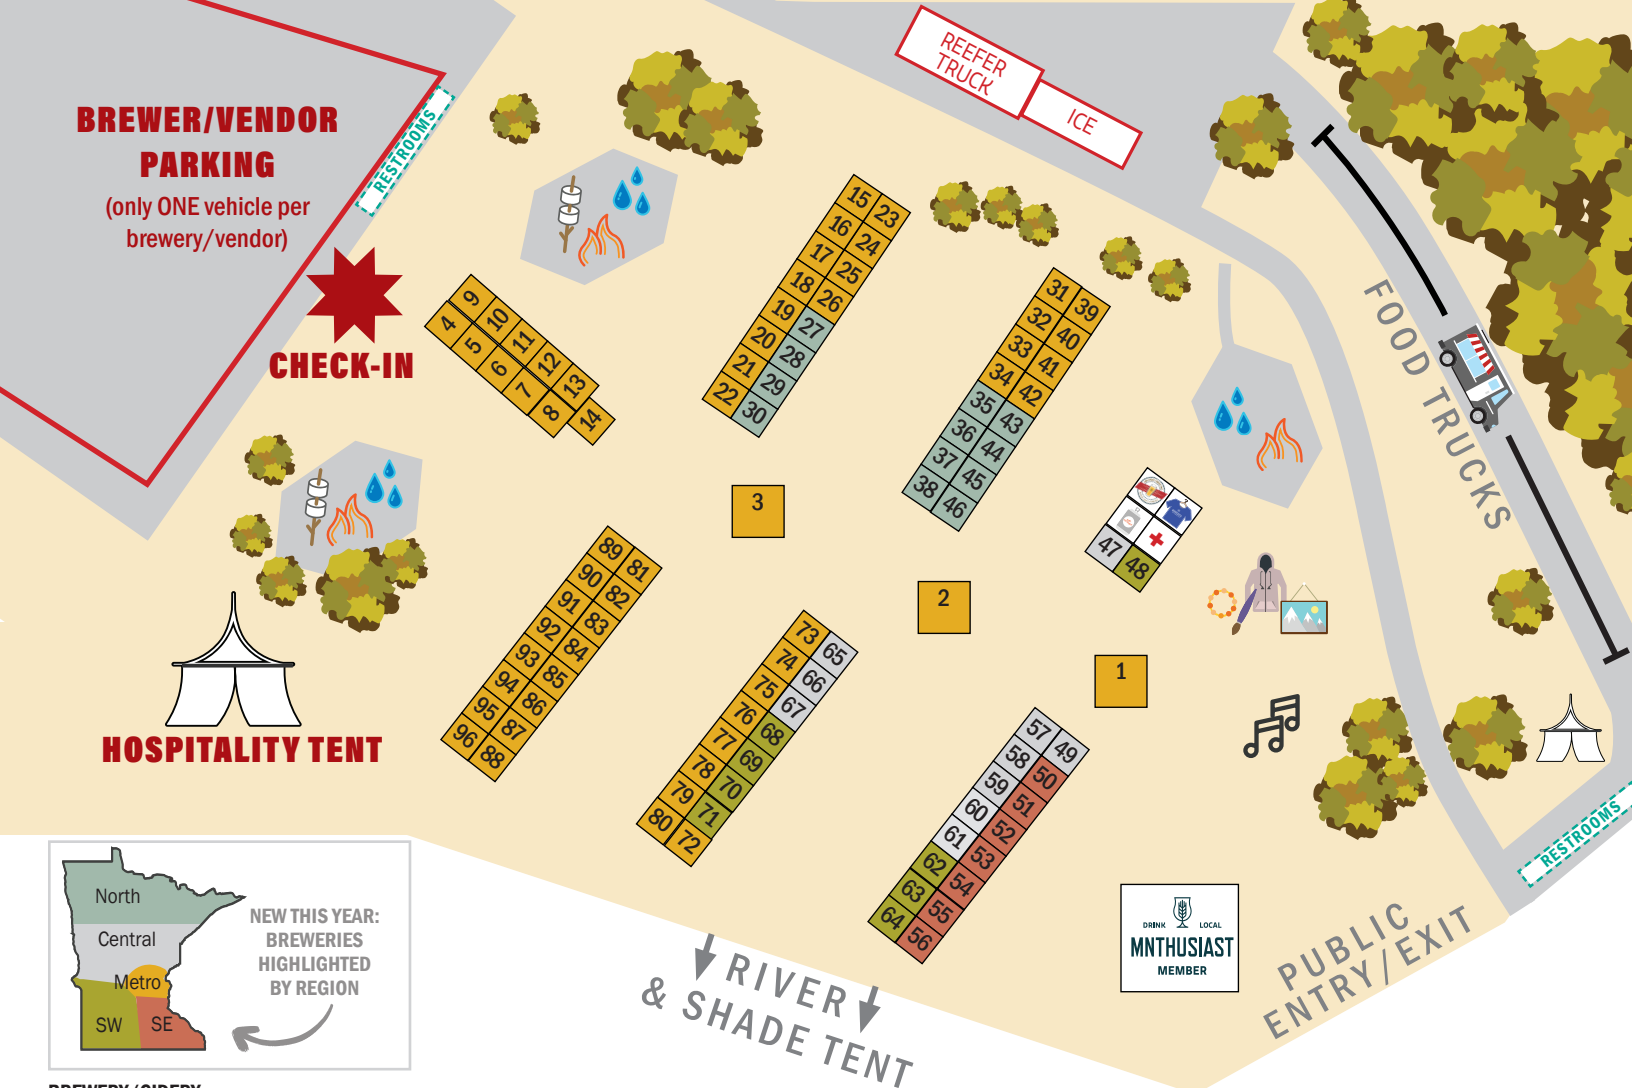 REEFER
TRUCK
ICE
BREWER/VENDOR
PARKING
(only ONE vehicle per
brewery/vendor)
RESTROOMS
CHECK-IN
9 10 11 12 13 14
4 5 6 7 8
15 23
16 24
17 25
18 26
19 27
20 28
21 29
22 30
31 39
32 40
33 41
34 42
35 43
36 44
37 45
38 46
FOOD TRUCKS
47 48
3
2
1
89 81
90 82
91 83
92 84
93 85
94 86
95 87
96 88
73 65
74 66
75 67
76 68
77 69
78 70
79 71
80 72
57 49
58 50
59 51
60 52
61 53
62 54
63 55
64 56
HOSPITALITY TENT
RESTROOMS
North
Central
Metro
SW
SE
NEW THIS YEAR:
BREWERIES
HIGHLIGHTED
BY REGION
RIVER
& SHADE TENT
DRINK LOCAL
MNTHUSIAST
MEMBER
PUBLIC
ENTRY/EXIT